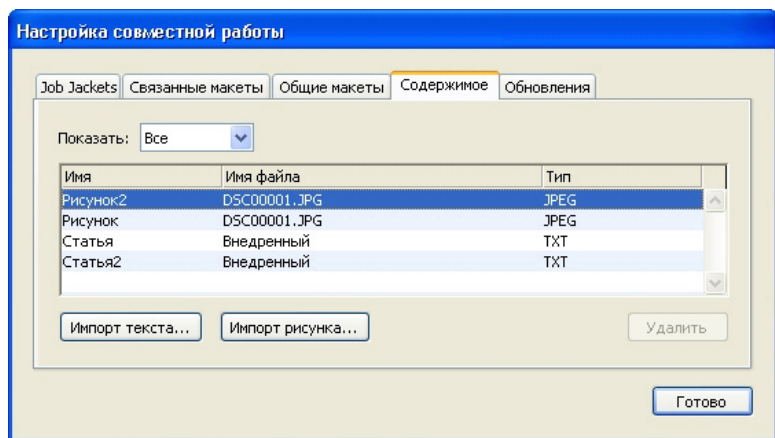 Настройка совместной работы
Job Jackets Связанные макеты Общие макеты Содержимое Обновления
Показать: Все
Имя Имя файла Тип
Рисунок2 DSC00001.JPG JPEG
Рисунок DSC00001.JPG JPEG
Статья Внедренный TXT
Статья2 Внедренный TXT
Импорт текста... Импорт рисунка... Удалить
Готово